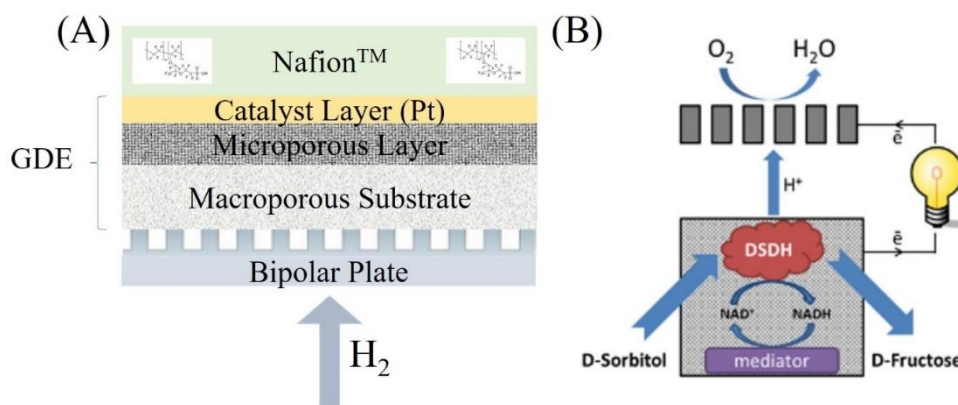 (A)
Nafion™
Catalyst Layer (Pt)
Microporous Layer
Macroporous Substrate
GDE
Bipolar Plate
H₂
(B)
O₂ H₂O
ē
H⁺
ē
DSDH
NAD⁺ NADH
D-Sorbitol mediator D-Fructose